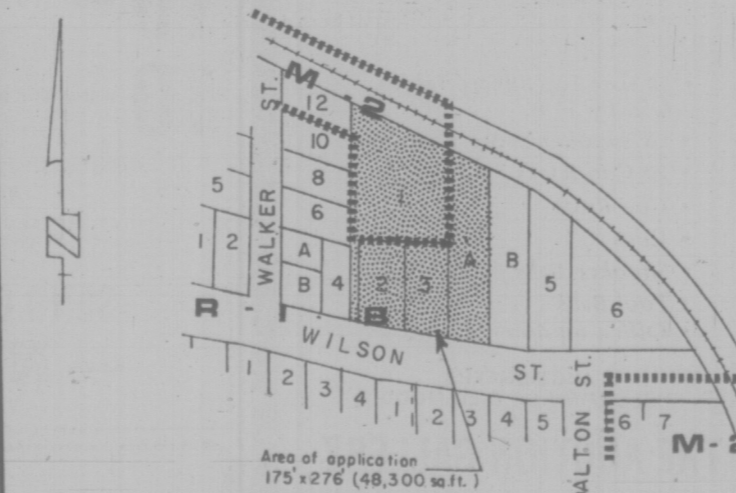 M - 2
12
10
8
6
5
1 2
A
B
4
1
2 3 A B 5 6
WALKER ST.
R - 1 B
WILSON ST.
1 2 3 4 1 2 3 4 5
6 7
ALTON ST.
M - 2
Area of application
175' x 276' (48,300 sq.ft.)